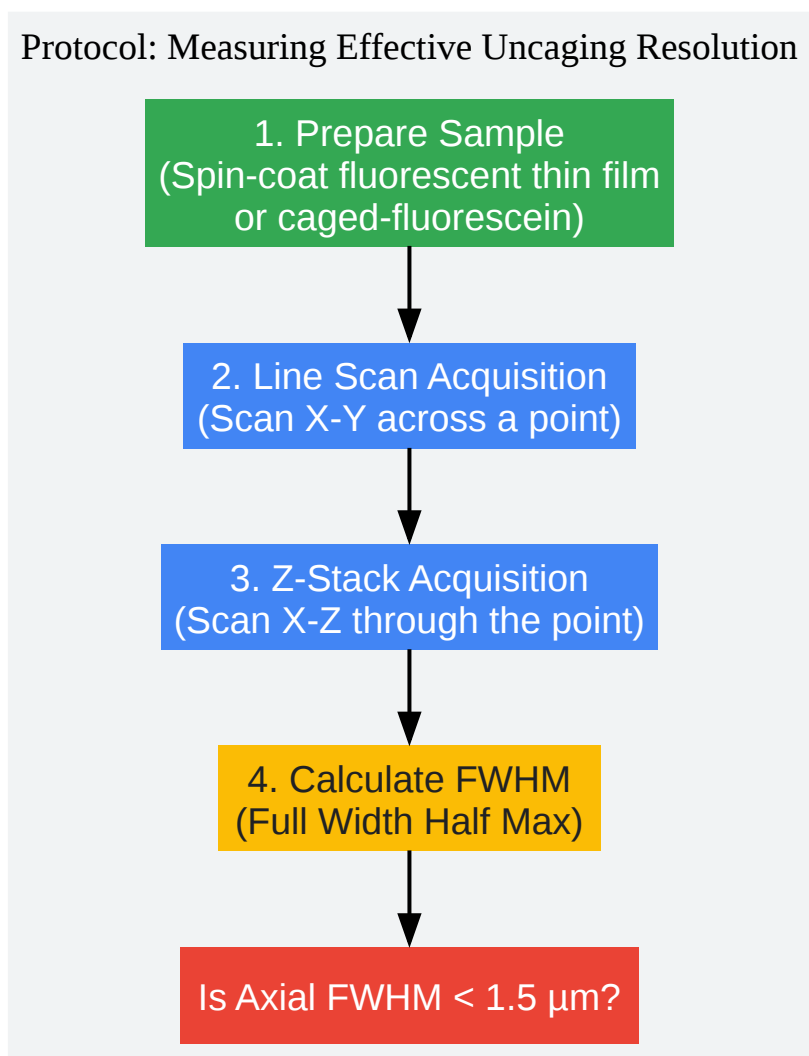 Protocol: Measuring Effective Uncaging Resolution
1. Prepare Sample
(Spin-coat fluorescent thin film
or caged-fluorescein)
2. Line Scan Acquisition
(Scan X-Y across a point)
3. Z-Stack Acquisition
(Scan X-Z through the point)
4. Calculate FWHM
(Full Width Half Max)
Is Axial FWHM < 1.5 µm?